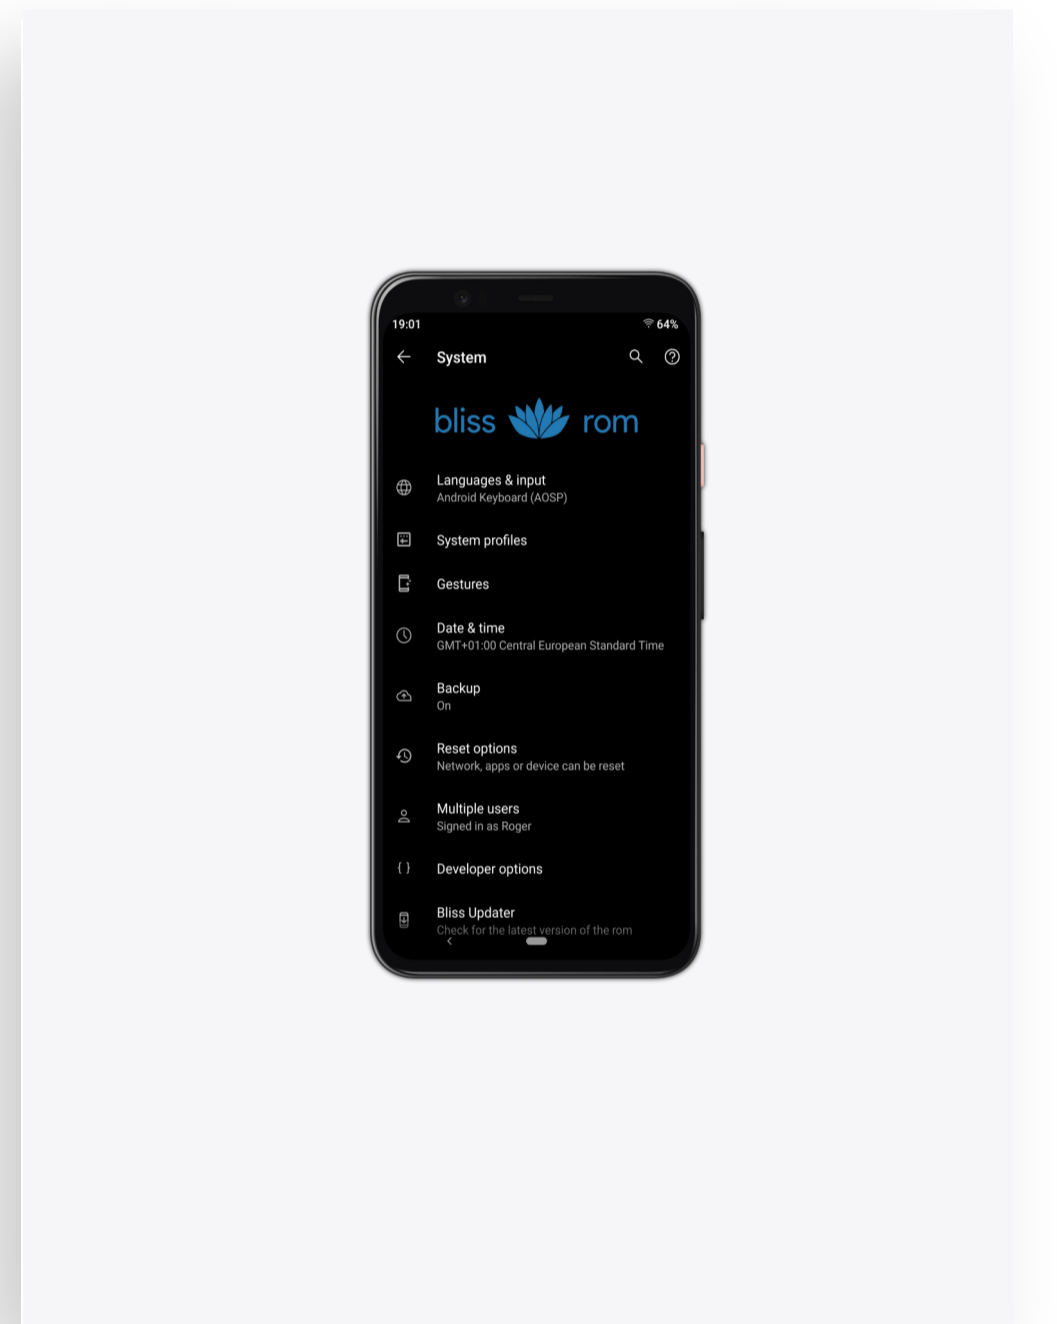 19:01 64%
System
bliss rom
Languages & input
Android Keyboard (AOSP)
System profiles
Gestures
Date & time
GMT+01:00 Central European Standard Time
Backup
On
Reset options
Network, apps or device can be reset
Multiple users
Signed in as Roger
Developer options
Bliss Updater
Check for the latest version of the rom